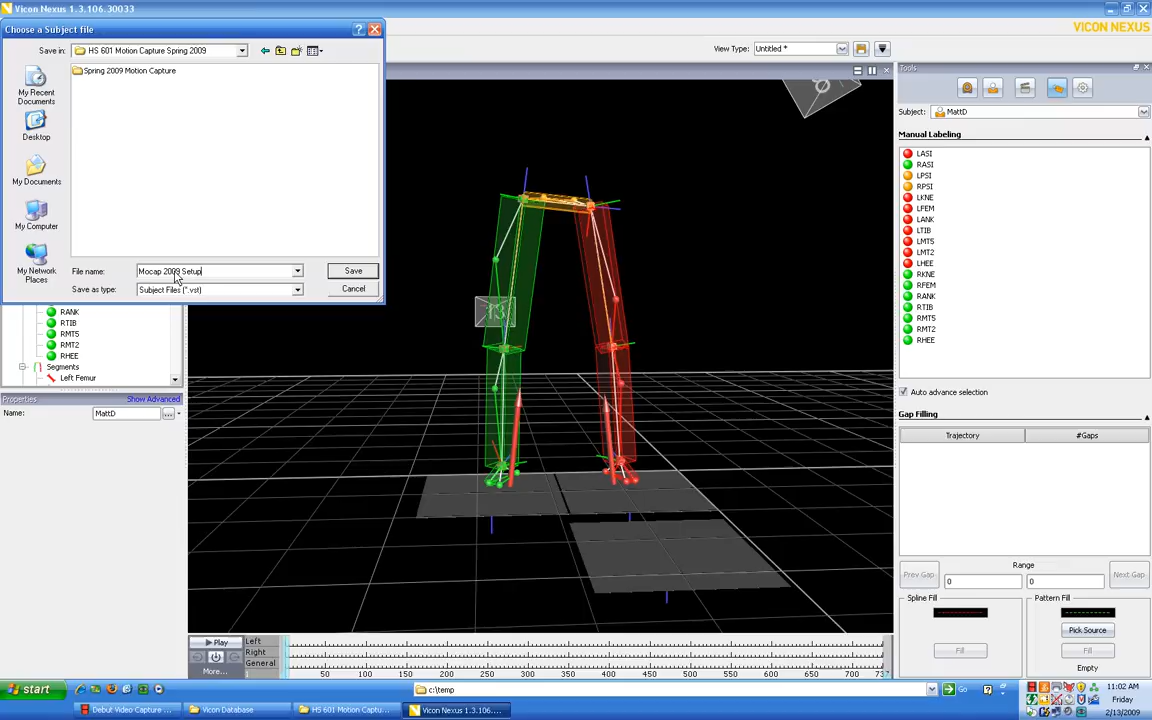 Vicon Nexus 1.3.106.30033
Choose a Subject file
VICON NEXUS
Save in:
HS 601 Motion Capture Spring 2009
View Type:
Untitled *
Spring 2009 Motion Capture
My Recent
Documents
Desktop
My Documents
My Computer
My Network
Places
File name:
Mocap 2009 Setup
Save
Save as type:
Subject Files (*.vst)
Cancel
RANK
RTIB
RMT5
RMT2
RHEE
Segments
Left Femur
Properties
Show Advanced
Name:
MattD
...
Tools
Subject:
MattD
Manual Labeling
LASI
RASI
LPSI
RPSI
LKNE
LFEM
LANK
LTIB
LMT5
LMT2
LHEE
RKNE
RFEM
RANK
RTIB
RMT5
RMT2
RHEE
Auto advance selection
Gap Filling
Trajectory
#Gaps
Range
Prev Gap
0
0
Next Gap
Spline Fill
Pattern Fill
Pick Source
Fill
Fill
Empty
Play
More...
Left
Right
General
50
100
150
200
250
300
350
400
450
500
550
600
650
700
start
Debut Video Capture ...
Vicon Database
HS 601 Motion Captu...
Vicon Nexus 1.3.106....
c:\temp
Go
11:02 AM
Friday
2/13/2009